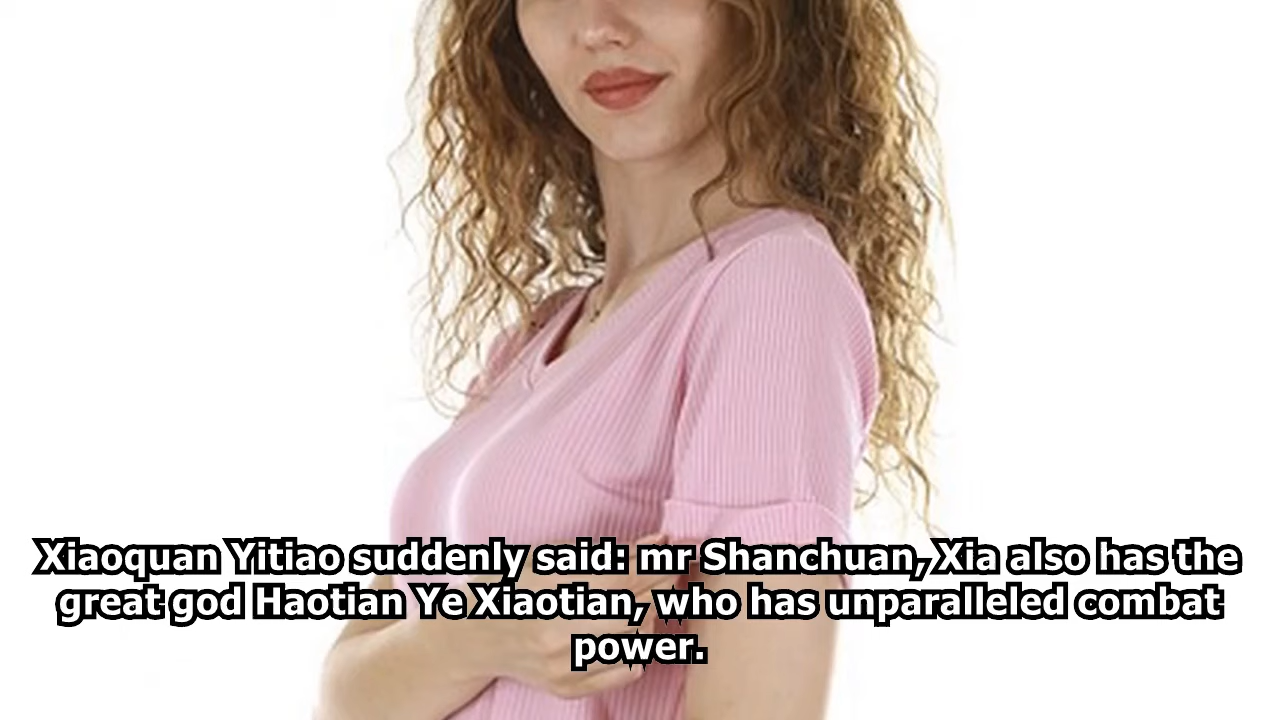 Xiaoquan Yitiao suddenly said: mr Shanchuan, Xia also has the
great god Haotian Ye Xiaotian, who has unparalleled combat
power.